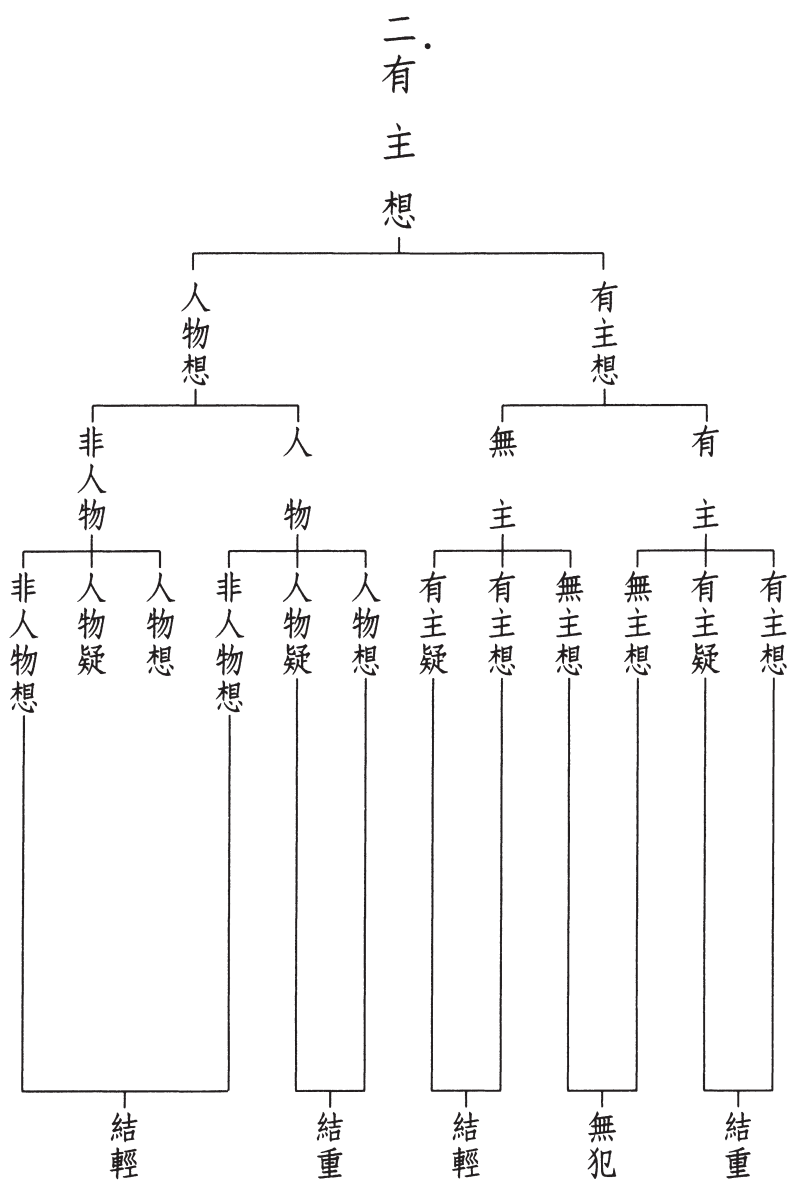 二.有主想
有主想
人物想
有主
無主
人物
非人物
有主想
有主疑
無主想
無主想
有主想
有主疑
人物想
人物疑
非人物想
人物想
人物疑
非人物想
結重
無犯
結輕
結重
結輕